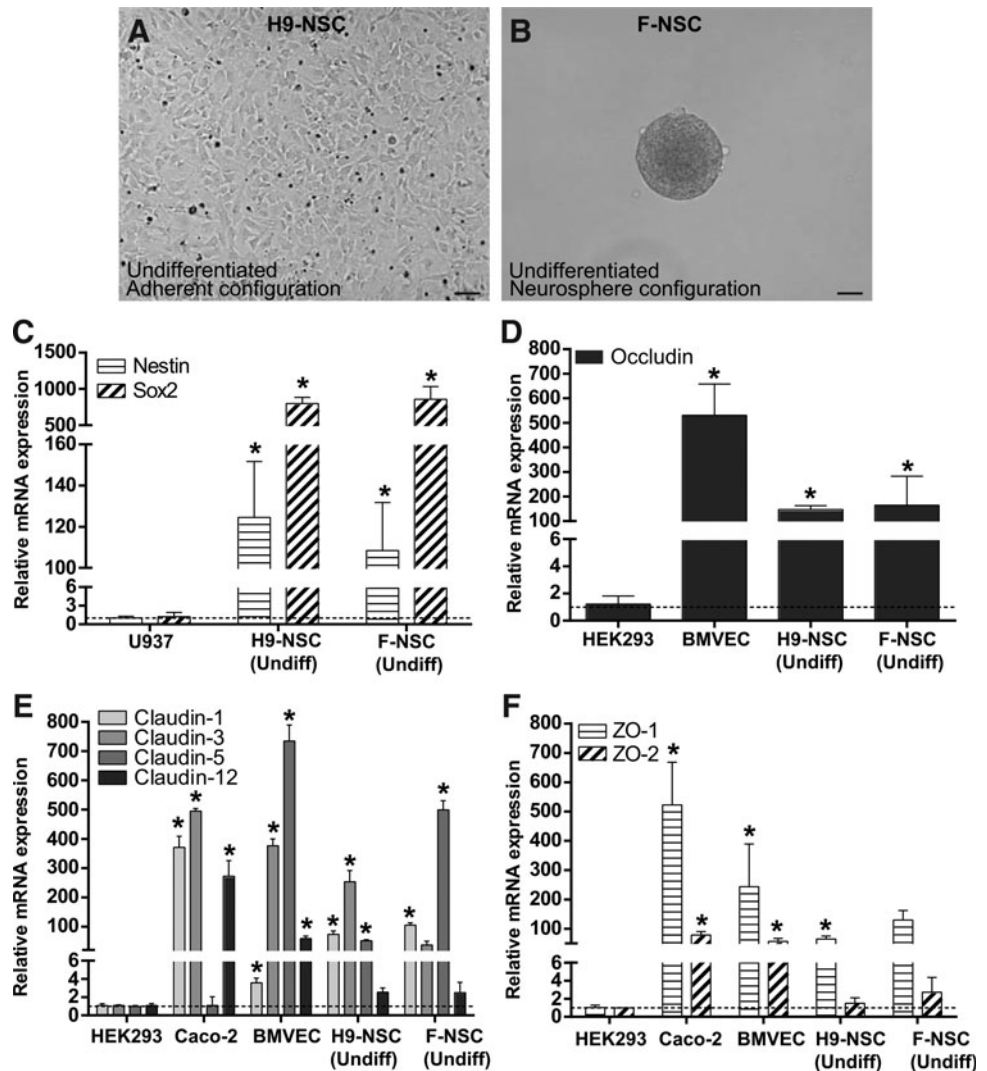 A
H9-NSC
Undifferentiated
Adherent configuration
B
F-NSC
Undifferentiated
Neurosphere configuration
C
Relative mRNA expression
1500
1000
500
160
140
120
100
6
3
1
Nestin
Sox2
*
*
*
*
U937
H9-NSC
(Undiff)
F-NSC
(Undiff)
D
Relative mRNA expression
800
700
600
500
400
300
200
100
6
4
2
0
Occludin
*
*
*
HEK293
BMVEC
H9-NSC
(Undiff)
F-NSC
(Undiff)
E
Relative mRNA expression
800
700
600
500
400
300
200
100
6
4
2
0
Claudin-1
Claudin-3
Claudin-5
Claudin-12
*
*
*
*
*
*
*
*
*
*
*
*
HEK293
Caco-2
BMVEC
H9-NSC
(Undiff)
F-NSC
(Undiff)
F
Relative mRNA expression
800
700
600
500
400
300
200
100
6
4
2
0
ZO-1
ZO-2
*
*
*
*
*
HEK293
Caco-2
BMVEC
H9-NSC
(Undiff)
F-NSC
(Undiff)